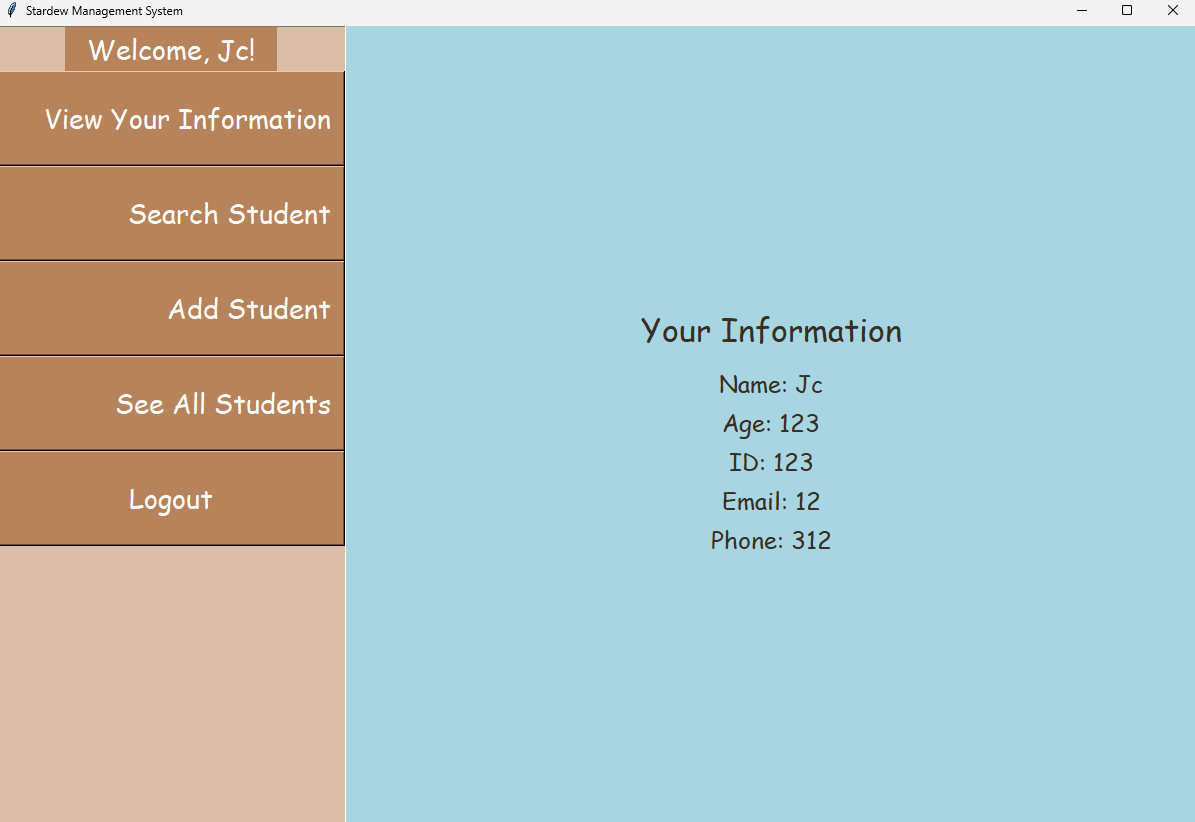 Stardew Management System
Welcome, Jc!
View Your Information
Search Student
Add Student
See All Students
Logout
Your Information
Name: Jc
Age: 123
ID: 123
Email: 12
Phone: 312